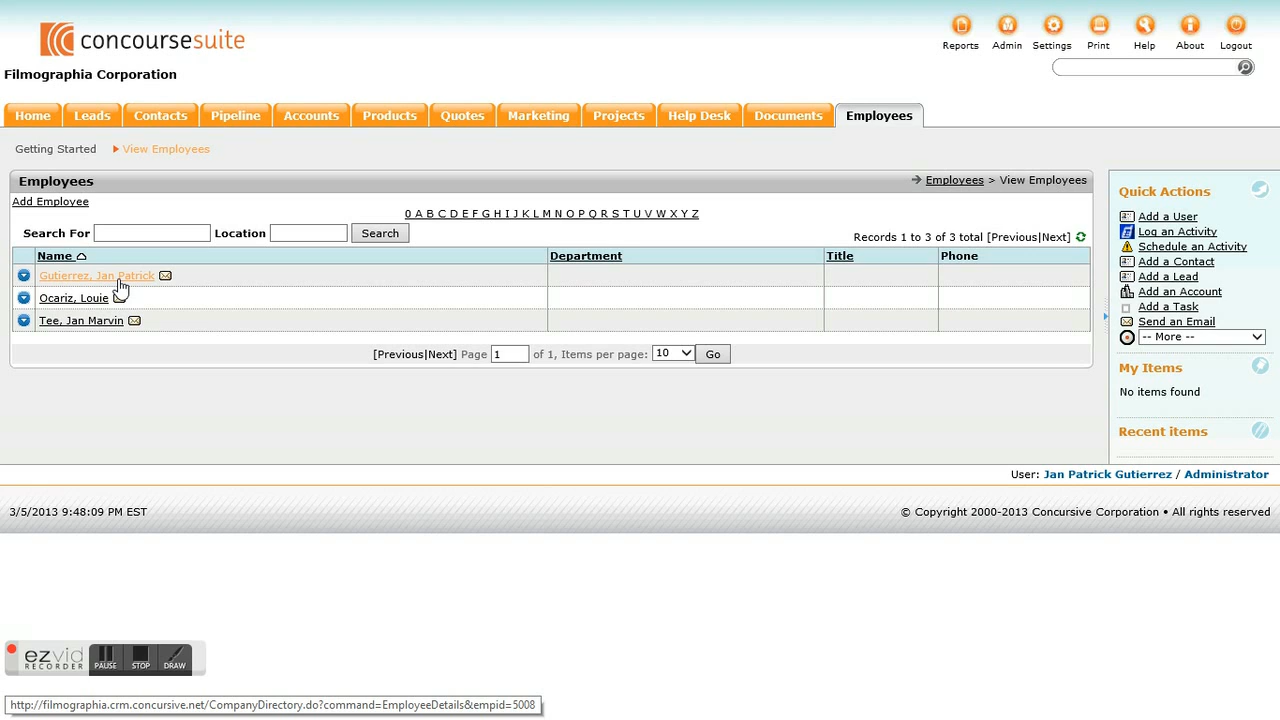 concoursesuite
Reports Admin Settings Print Help About Logout
Filmographia Corporation
Home Leads Contacts Pipeline Accounts Products Quotes Marketing Projects Help Desk Documents Employees
Getting Started View Employees
Employees
Employees > View Employees
Add Employee
0 A B C D E F G H I J K L M N O P Q R S T U V W X Y Z
Search For Location Search
Records 1 to 3 of 3 total [Previous|Next]
Name Department Title Phone
Gutierrez, Jan Patrick
Ocariz, Louie
Tee, Jan Marvin
[Previous|Next] Page 1 of 1, Items per page: 10 Go
Quick Actions
Add a User
Log an Activity
Schedule an Activity
Add a Contact
Add a Lead
Add an Account
Add a Task
Send an Email
-- More --
My Items
No items found
Recent items
User: Jan Patrick Gutierrez / Administrator
3/5/2013 9:48:09 PM EST
© Copyright 2000-2013 Concursive Corporation • All rights reserved
ezvid
RECORDER
PAUSE STOP DRAW
http://filmographia.crm.concursive.net/CompanyDirectory.do?command=EmployeeDetails&empid=5008